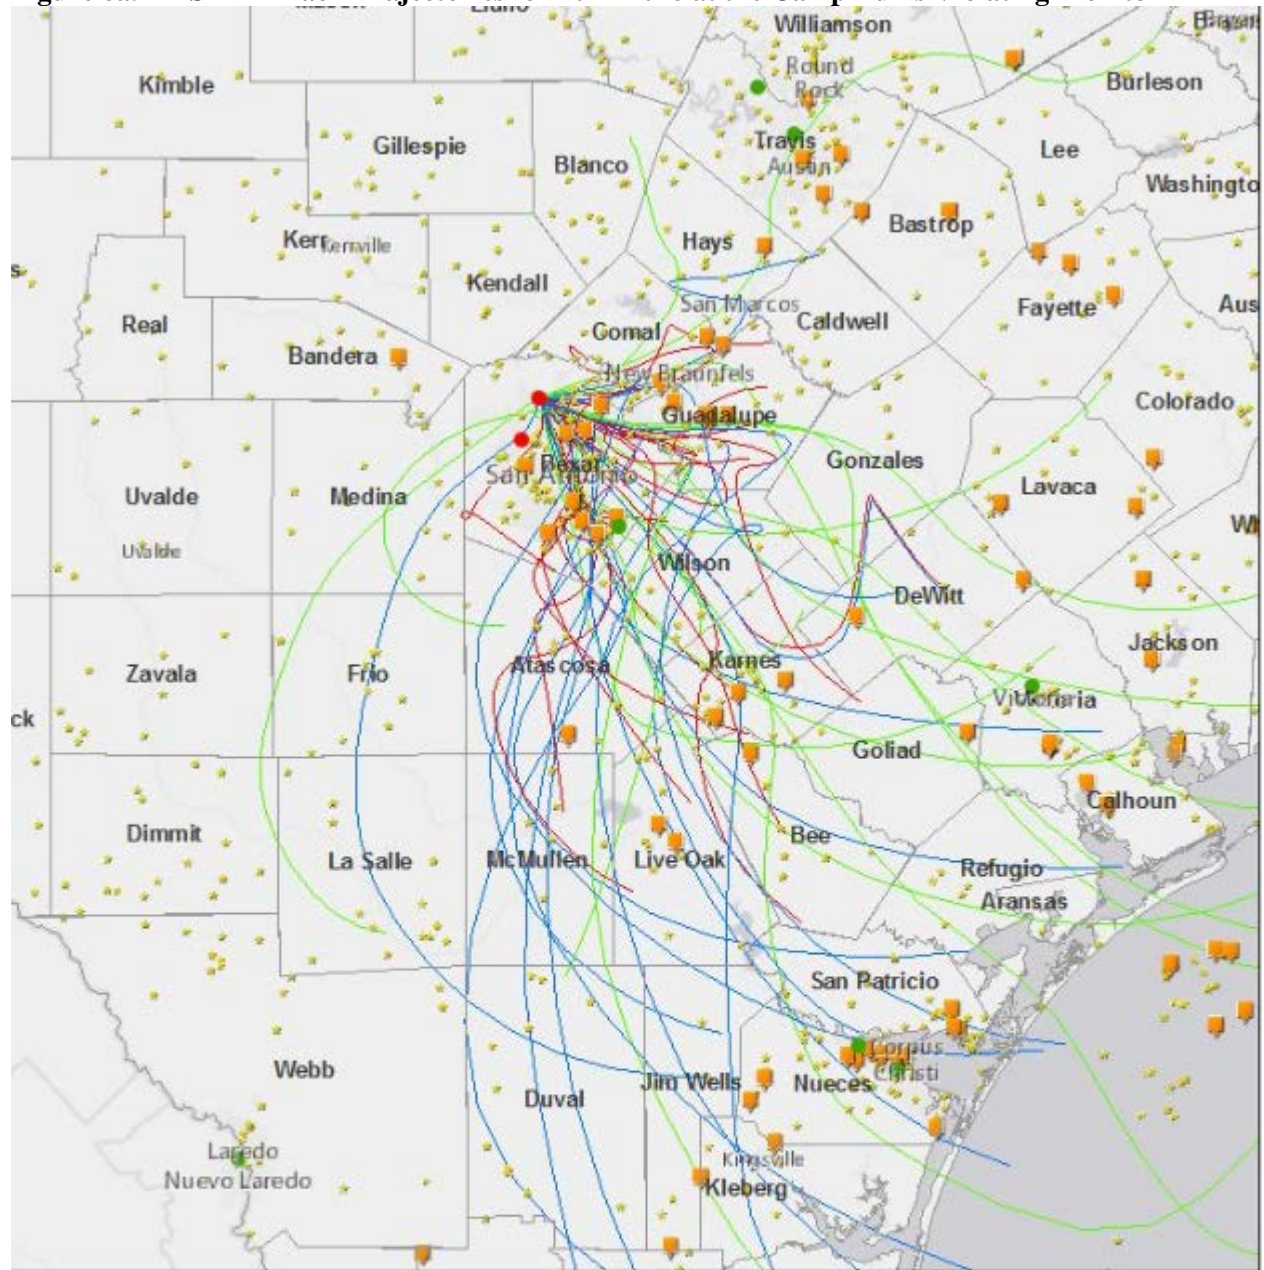 Williamson
Round
Rock
Burleson
Kimble
Travis
Austin
Gillespie
Lee
Blanco
Washingto
Bastrop
Kerr
Kerrville
Hays
Kendall
San Marcos
Fayette
Aus
Real
Comal
Caldwell
Bandera
New Braunfels
Colorado
Guadalupe
Gonzales
Bexar
San Antonio
Lavaca
Uvalde
Medina
Uvalde
Wilson
DeWitt
Jackson
Karnes
Atascosa
Zavala
Frio
ck
Victoria
Goliad
Calhoun
Dimmit
La Salle
McMullen
Live Oak
Bee
Refugio
Aransas
San Patricio
Corpus
Christi
Webb
Duval
Jim Wells
Nueces
Laredo
Nuevo Laredo
Kingsville
Kleberg